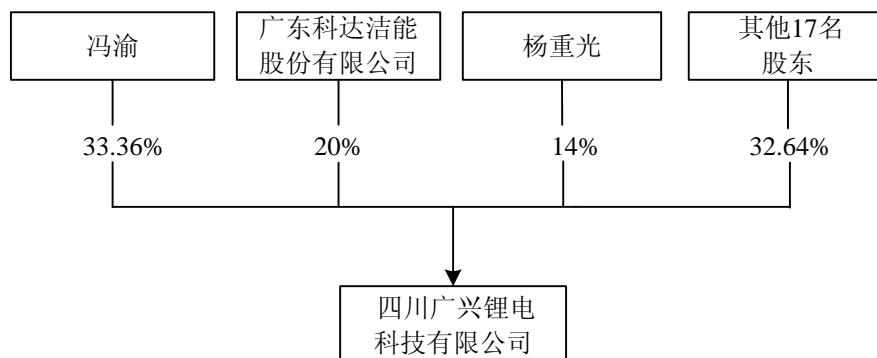 冯渝
广东科达洁能
股份有限公司
杨重光
其他17名
股东
33.36%
20%
14%
32.64%
四川广兴锂电
科技有限公司